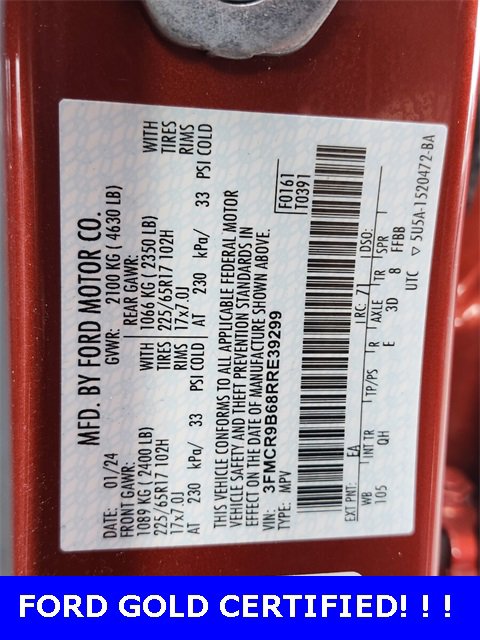 MFD. BY FORD MOTOR CO.
DATE: 01/24 GVWR: 2100 KG ( 4630 LB)
FRONT GAWR: REAR GAWR:
1089 KG ( 2400 LB) WITH 1066 KG ( 2350 LB) WITH
225/65R17 102H TIRES 225/65R17 102H TIRES
17x7.0J RIMS 17x7.0J RIMS
AT 230 kPa/ 33 PSI COLD AT 230 kPa/ 33 PSI COLD
THIS VEHICLE CONFORMS TO ALL APPLICABLE FEDERAL MOTOR
VEHICLE SAFETY AND THEFT PREVENTION STANDARDS IN
EFFECT ON THE DATE OF MANUFACTURE SHOWN ABOVE.
VIN: 3FMCR9B68RRE39299 F0161
TYPE: MPV T0391
EXT PNT: EA RC: 71 DSO:
WB INT TR TP/PS R AXLE TR SPR
105 QH E 3D 8 FFBB
UTC ▽ 5U5A-1520472-BA
FORD GOLD CERTIFIED! ! !